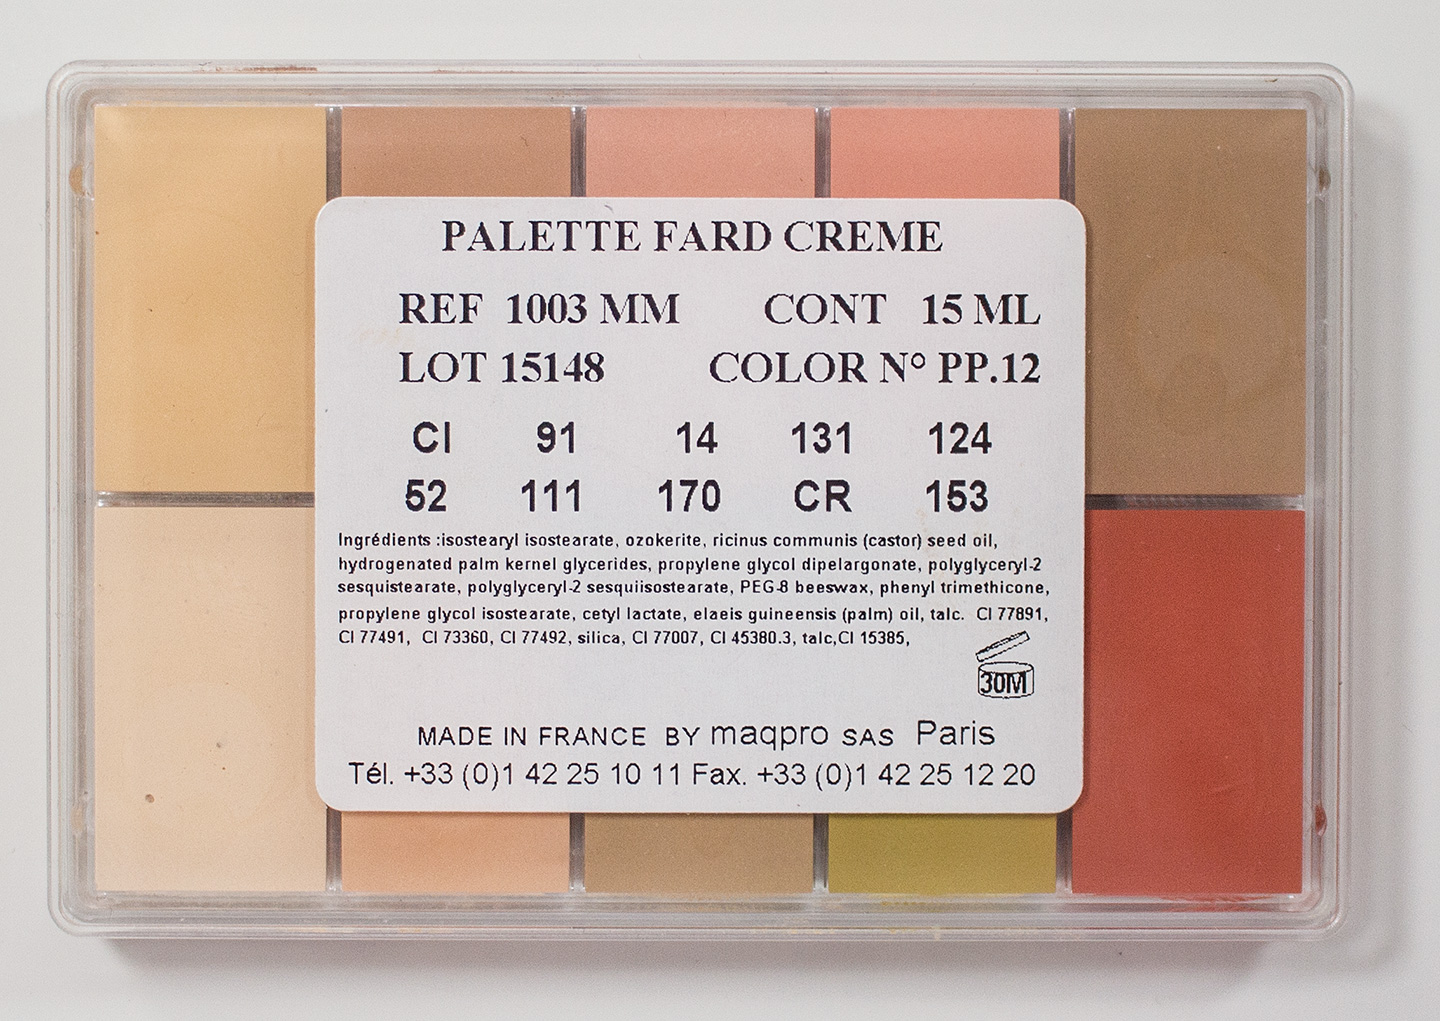 PALETTE FARD CREME
REF 1003 MM CONT 15 ML
LOT 15148 COLOR N° PP.12
CI 91 14 131 124
52 111 170 CR 153
Ingrédients :isostearyl isostearate, ozokerite, ricinus communis (castor) seed oil,
hydrogenated palm kernel glycerides, propylene glycol dipelargonate, polyglyceryl-2
sesquistearate, polyglyceryl-2 sesquiisostearate, PEG-8 beeswax, phenyl trimethicone,
propylene glycol isostearate, cetyl lactate, elaeis guineensis (palm) oil, talc. CI 77891,
CI 77491, CI 73360, CI 77492, silica, CI 77007, CI 45380.3, talc,CI 15385,
30M
MADE IN FRANCE BY maqpro SAS Paris
Tél. +33 (0)1 42 25 10 11 Fax. +33 (0)1 42 25 12 20